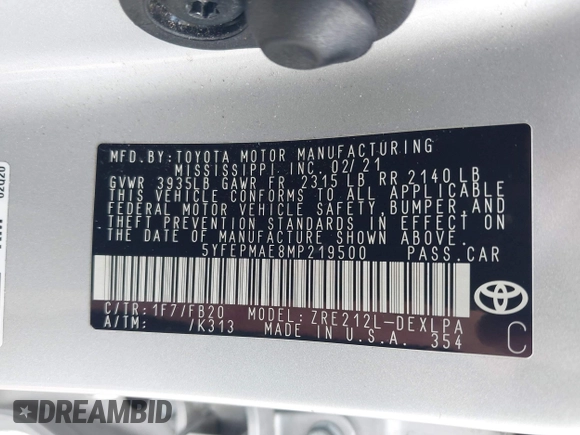 MFD.BY:TOYOTA MOTOR MANUFACTURING
MISSISSIPPI INC. 02/21
GVWR 3935LB GAWR FR. 2315 LB RR 2140 LB
THIS VEHICLE CONFORMS TO ALL APPLICABLE
FEDERAL MOTOR VEHICLE SAFETY, BUMPER, AND
THEFT PREVENTION STANDARDS IN EFFECT ON
THE DATE OF MANUFACTURE SHOWN ABOVE.
5YFEPMAE8MP219500 PASS.CAR
C/TR: 1F7/FB20 MODEL: ZRE212L-DEXLPA
A/TM: /K313 MADE IN U.S.A. 354
C
DREAMBID